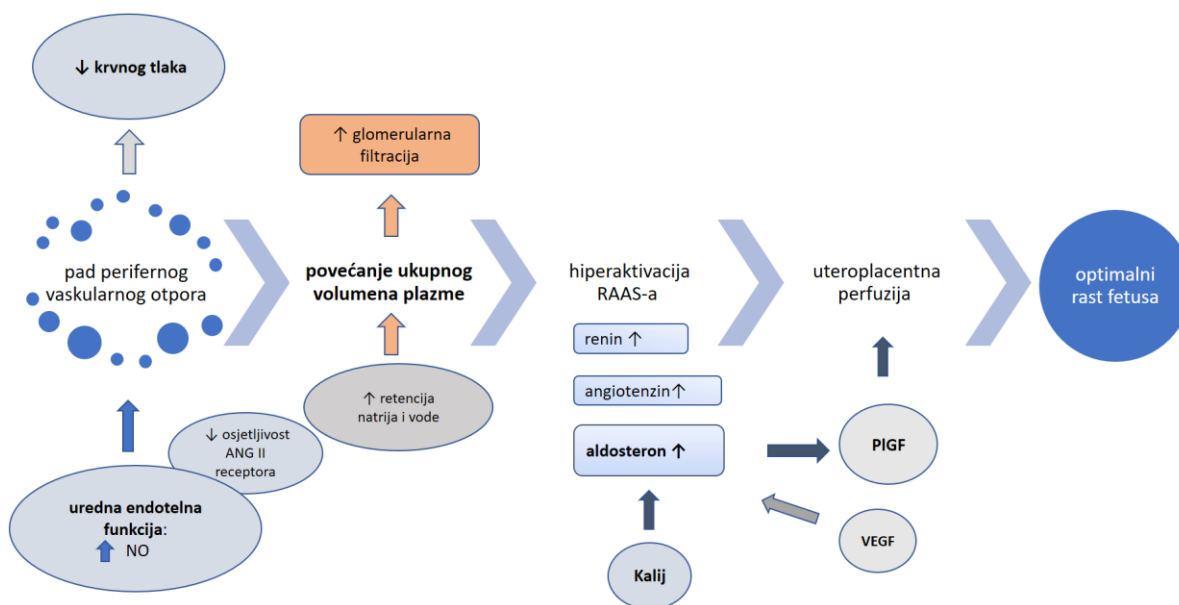 ↓ krvnog tlaka
↑ glomerularna
filtracija
pad perifernog
vaskularnog otpora
povećanje ukupnog
volumena plazme
hiperaktivacija
RAAS-a
uteroplacentna
perfuzija
optimalni
rast fetusa
renin ↑
angiotenzin ↑
aldosteron ↑
↑ retencija
natrija i vode
↓ osjetljivost
ANG II
receptora
uredna endotelna
funkcija:
NO
PlGF
VEGF
Kalij